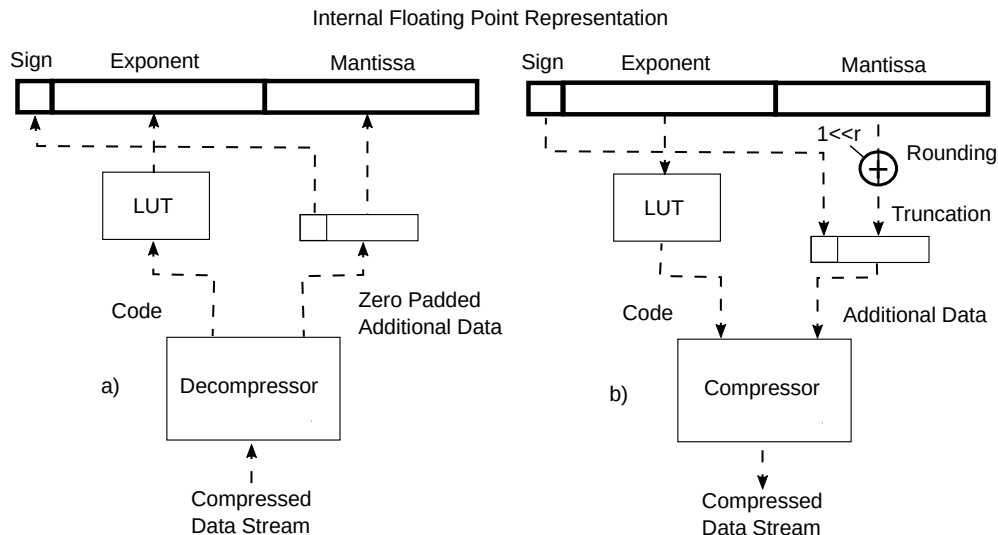 Internal Floating Point Representation
Sign Exponent Mantissa
Sign Exponent Mantissa
1<<r
+
Rounding
LUT
LUT
Truncation
Code
Zero Padded
Additional Data
Code
Additional Data
a)
Decompressor
b)
Compressor
Compressed
Data Stream
Compressed
Data Stream